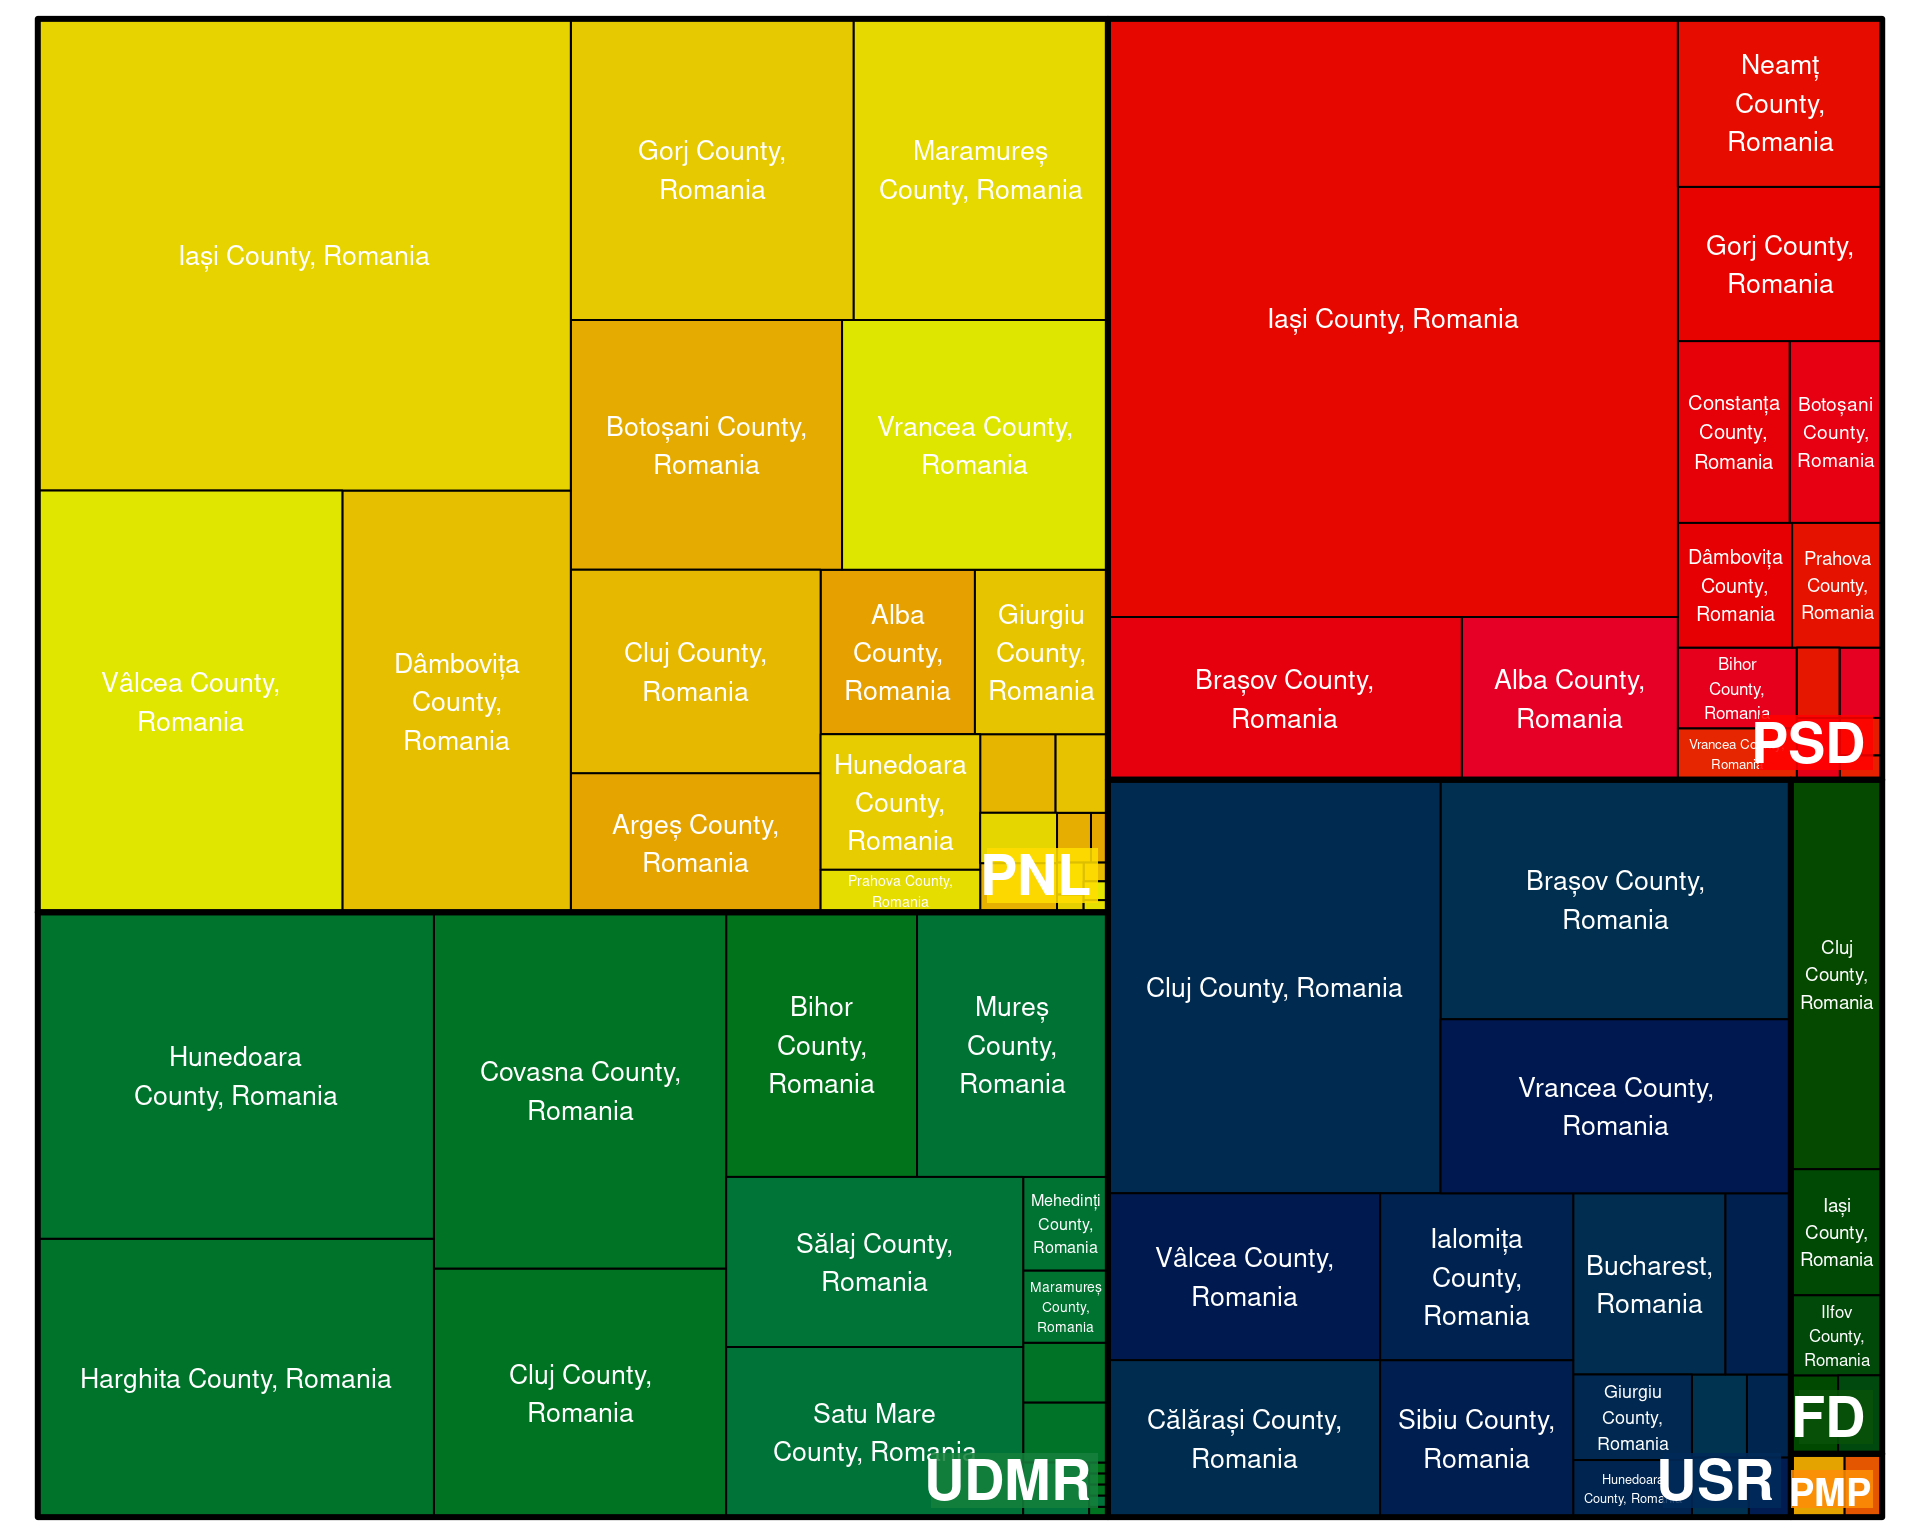 Iași County, Romania
Gorj County,
Romania
Maramureș
County, Romania
Botoșani County,
Romania
Vrancea County,
Romania
Vâlcea County,
Romania
Dâmbovița
County,
Romania
Cluj County,
Romania
Alba
County,
Romania
Giurgiu
County,
Romania
Argeș County,
Romania
Hunedoara
County,
Romania
Prahova County,
Romania
PNL
Iași County, Romania
Neamț
County,
Romania
Gorj County,
Romania
Constanța
County,
Romania
Botoșani
County,
Romania
Dâmbovița
County,
Romania
Prahova
County,
Romania
Brașov County,
Romania
Alba County,
Romania
Bihor
County,
Romania
Vrancea
PSD
Hunedoara
County, Romania
Covasna County,
Romania
Bihor
County,
Romania
Mureș
County,
Romania
Harghita County, Romania
Cluj County,
Romania
Sălaj County,
Romania
Mehedinți
County,
Romania
Maramureș
County,
Romania
Satu Mare
County, Romania
UDMR
Cluj County, Romania
Brașov County,
Romania
Vrancea County,
Romania
Vâlcea County,
Romania
Ialomița
County,
Romania
Bucharest,
Romania
Călărași County,
Romania
Sibiu County,
Romania
Giurgiu
County,
Romania
Hunedoara
County,
USR
Cluj
County,
Romania
Iași
County,
Romania
Ilfov
County,
Romania
FD
PMP